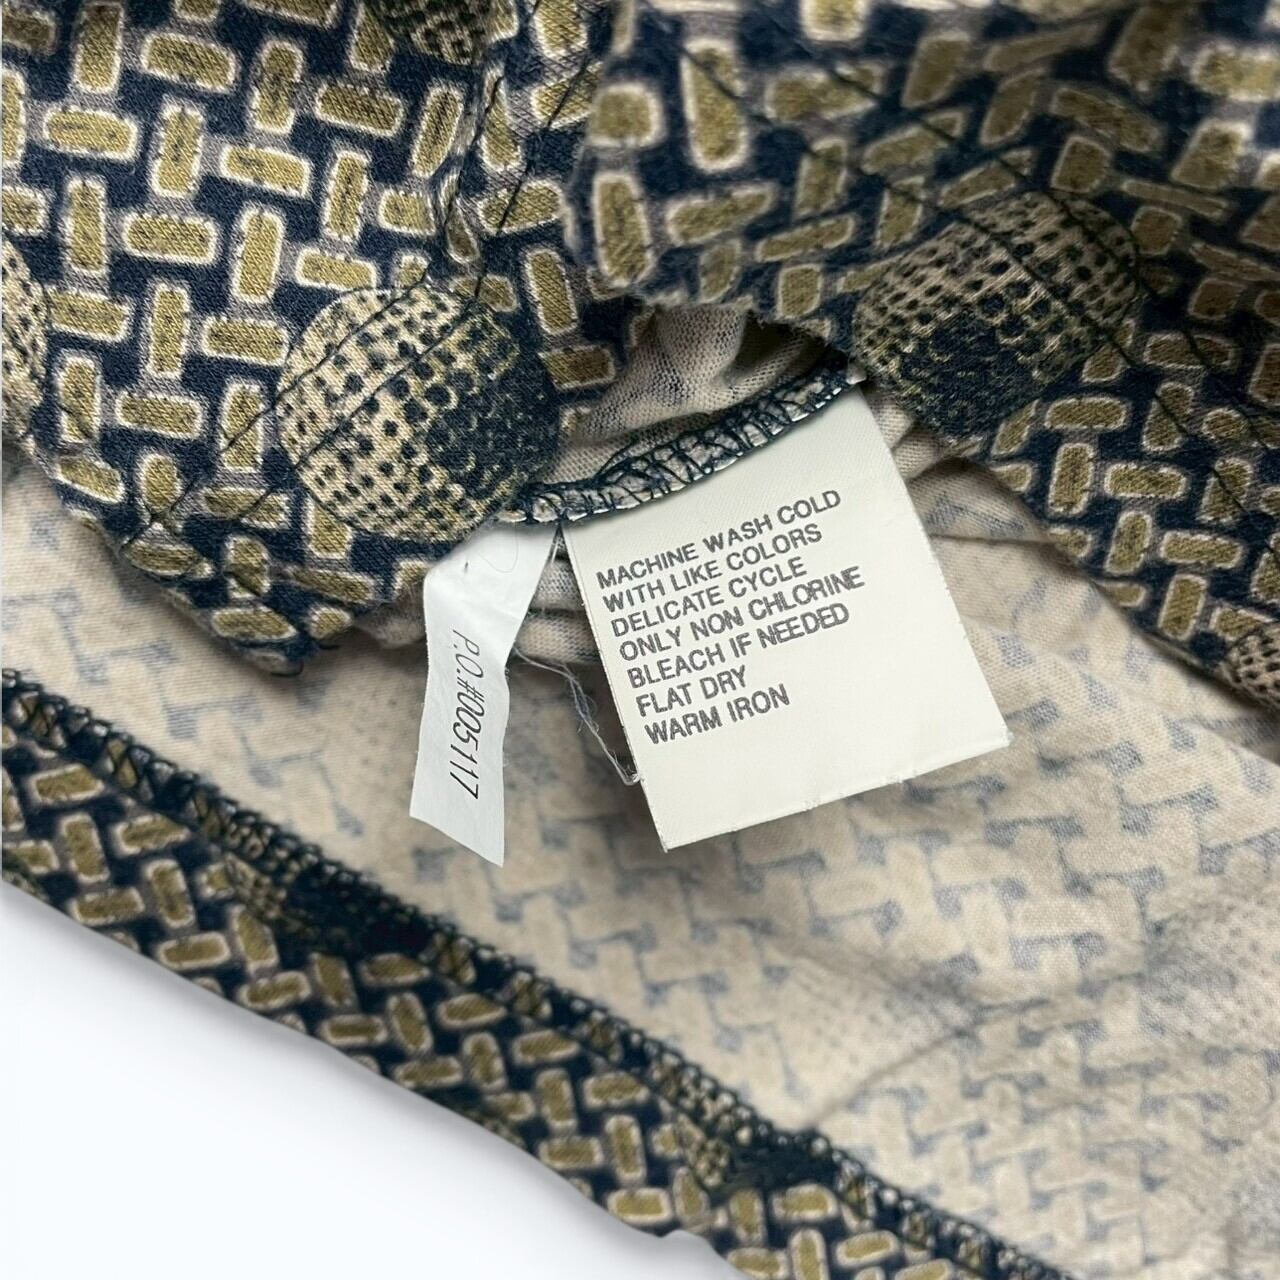 MACHINE WASH COLD
WITH LIKE COLORS
DELICATE CYCLE
ONLY NON CHLORINE
BLEACH IF NEEDED
FLAT DRY
WARM IRON
P.O.#005117